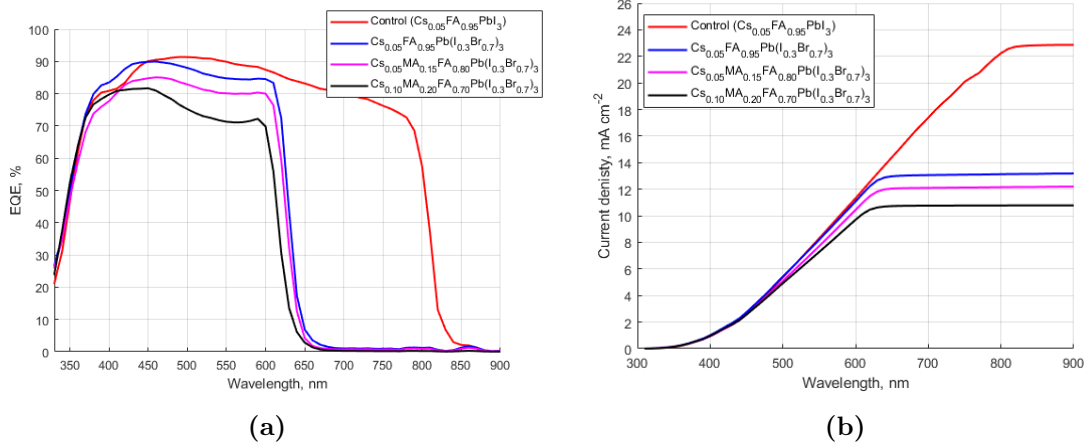 Control (Cs0.05FA0.95PbI3)
Cs0.05FA0.95Pb(I0.3Br0.7)3
Cs0.05MA0.15FA0.80Pb(I0.3Br0.7)3
Cs0.10MA0.20FA0.70Pb(I0.3Br0.7)3
EQE, %
100
90
80
70
60
50
40
30
20
10
0
350 400 450 500 550 600 650 700 750 800 850 900
Wavelength, nm
(a)
Control (Cs0.05FA0.95PbI3)
Cs0.05FA0.95Pb(I0.3Br0.7)3
Cs0.05MA0.15FA0.80Pb(I0.3Br0.7)3
Cs0.10MA0.20FA0.70Pb(I0.3Br0.7)3
Current denisty, mA cm-2
26
24
22
20
18
16
14
12
10
8
6
4
2
0
300 400 500 600 700 800 900
Wavelength, nm
(b)